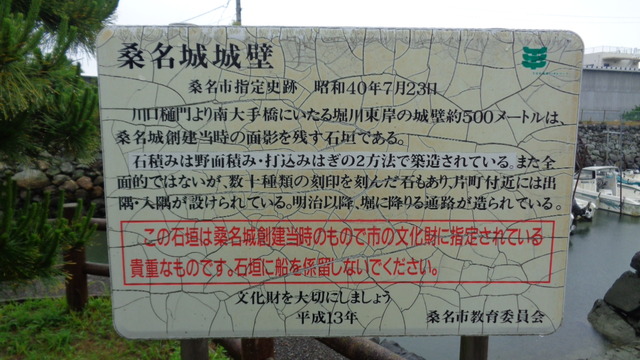 桑名城城壁
桑名市指定史跡　昭和40年7月23日
川口樋門より南大手橋にいたる堀川東岸の城壁約500メートルは、
桑名城創建当時の面影を残す石垣である。
石積みは野面積み・打込みはぎの2方法で築造されている。また全
面的ではないが、数十種類の刻印を刻んだ石もあり、片町付近には出
隅・入隅が設けられている。明治以降、堀に降りる通路が造られている。
この石垣は桑名城創建当時のもので市の文化財に指定されている
貴重なものです。石垣に船を係留しないでください。
文化財を大切にしましょう
平成13年　桑名市教育委員会